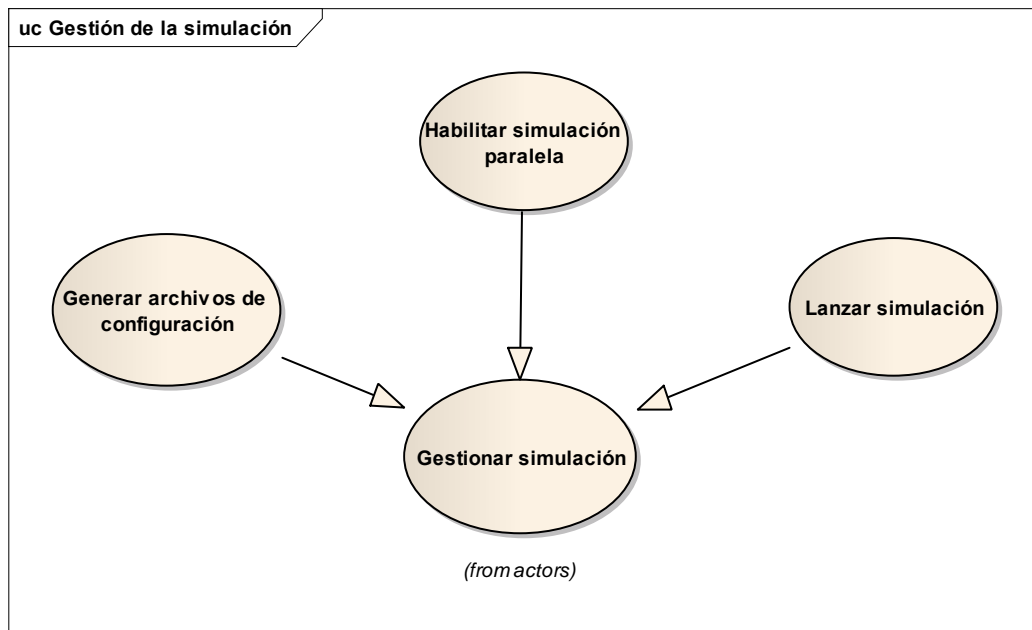 uc Gestión de la simulación
Habilitar simulación
paralela
Generar archivos de
configuración
Lanzar simulación
Gestionar simulación
(from actors)